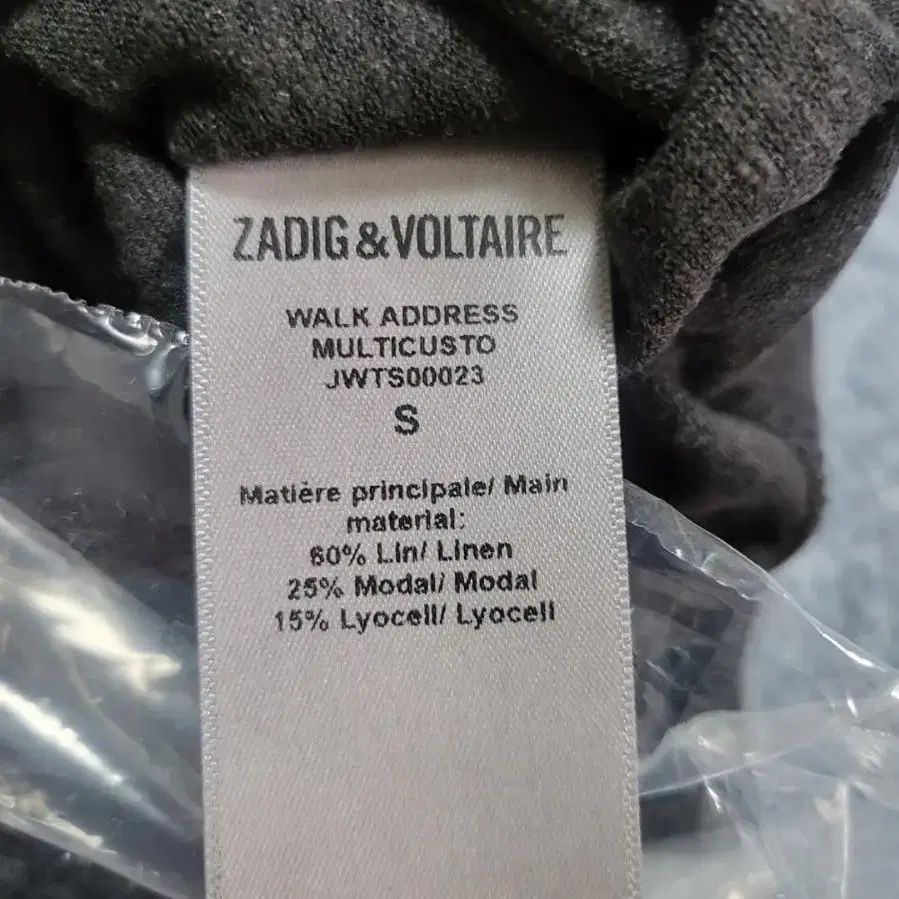 ZADIG&VOLTAIRE
WALK ADDRESS
MULTICUSTO
JWTS00023
S
Matière principale/ Main
material:
60% Lin/ Linen
25% Modal/ Modal
15% Lyocell/ Lyocell